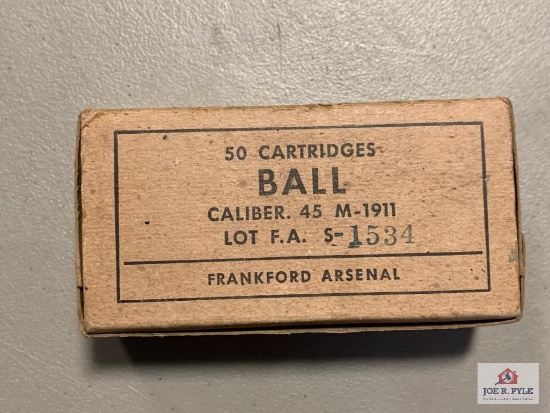 50 CARTRIDGES
BALL
CALIBER. 45 M-1911
LOT F.A. S-1534
FRANKFORD ARSENAL
JOE R. PYLE